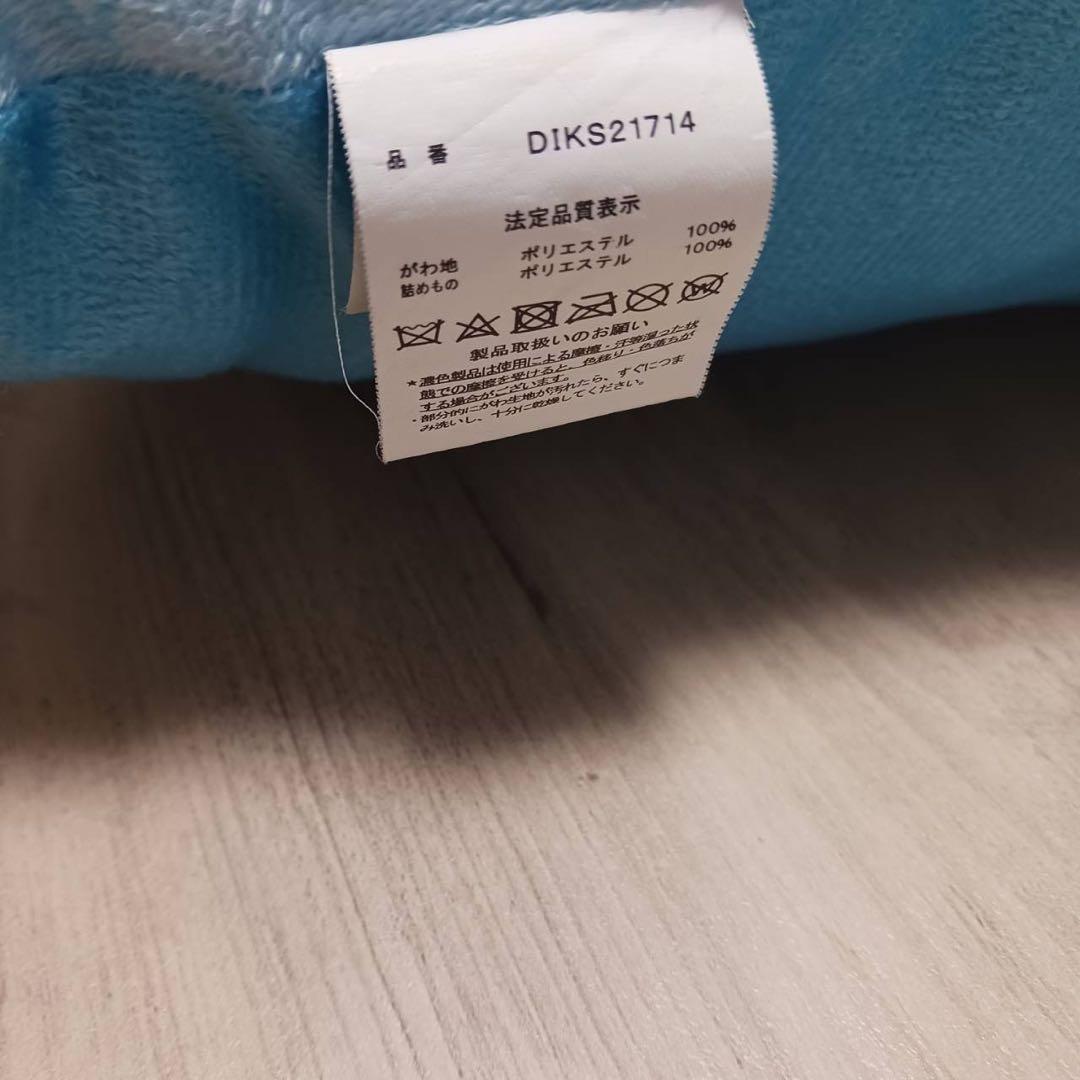 品番 DIKS21714
法定品質表示
がわ地 ポリエステル 100%
詰めもの ポリエステル 100%
製品取扱いのお願い
★濃色製品は使用による摩擦・汗等湿った状
態での摩擦を受けると、色移り・色落ちが
する場合がございます。
・部分的にがわ生地が汚れたら、すぐにつま
み洗いし、十分に乾燥してください。